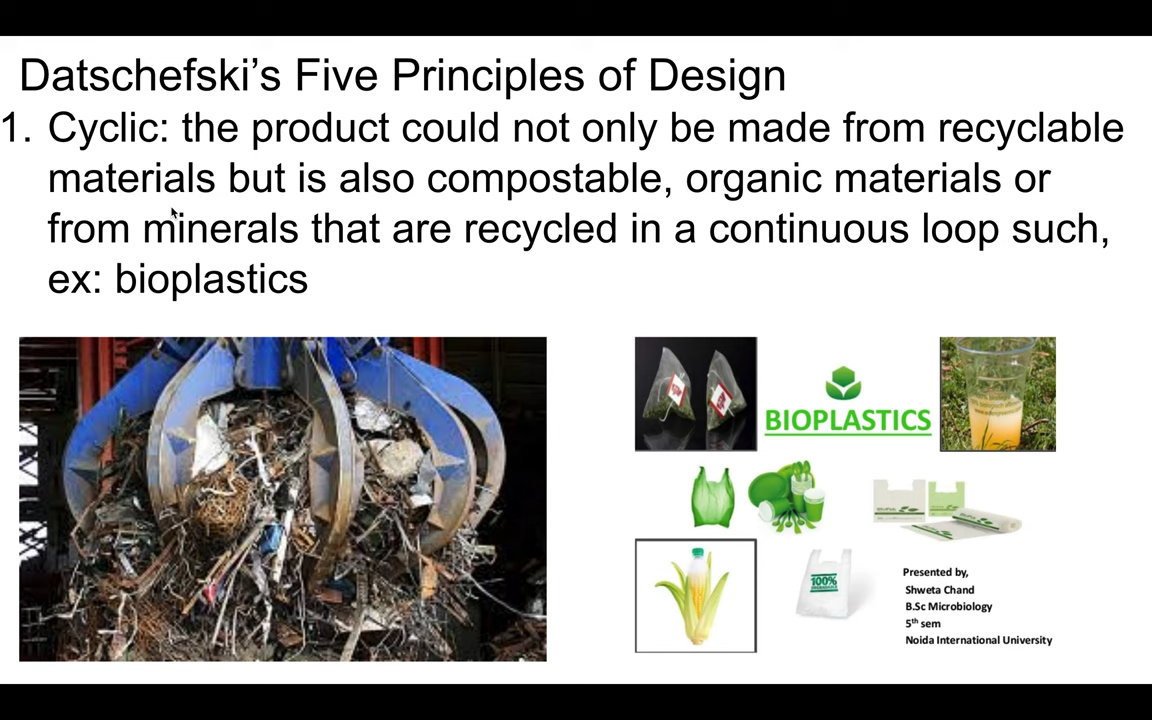 Datschefski’s Five Principles of Design
1. Cyclic: the product could not only be made from recyclable
materials but is also compostable, organic materials or
from minerals that are recycled in a continuous loop such,
ex: bioplastics
BIOPLASTICS
100%
Presented by,
Shweta Chand
B.Sc Microbiology
5th sem
Noida International University